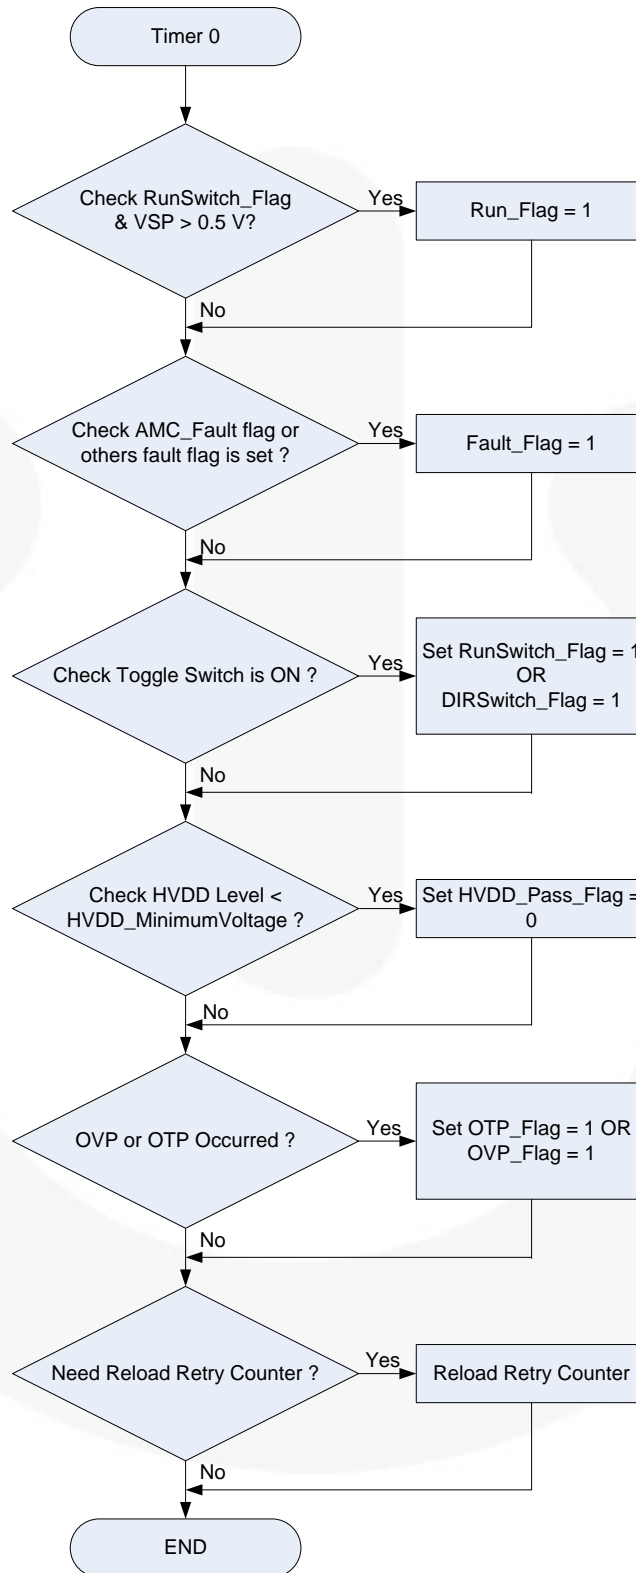 Timer 0
Check RunSwitch_Flag
& VSP > 0.5 V?
Yes
Run_Flag = 1
No
Check AMC_Fault flag or
others fault flag is set ?
Yes
Fault_Flag = 1
No
Check Toggle Switch is ON ?
Yes
Set RunSwitch_Flag = 1
OR
DIRSwitch_Flag = 1
No
Check HVDD Level <
HVDD_MinimumVoltage ?
Yes
Set HVDD_Pass_Flag =
0
No
OVP or OTP Occurred ?
Yes
Set OTP_Flag = 1 OR
OVP_Flag = 1
No
Need Reload Retry Counter ?
Yes
Reload Retry Counter
No
END